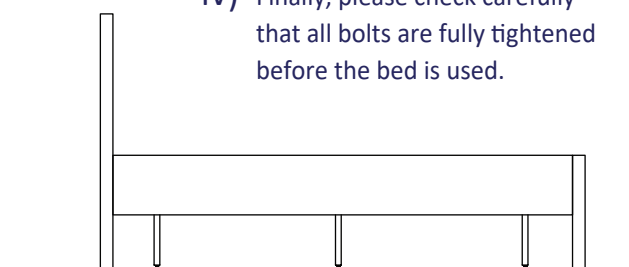 IV) Finally, please check carefully
that all bolts are fully tightened
before the bed is used.